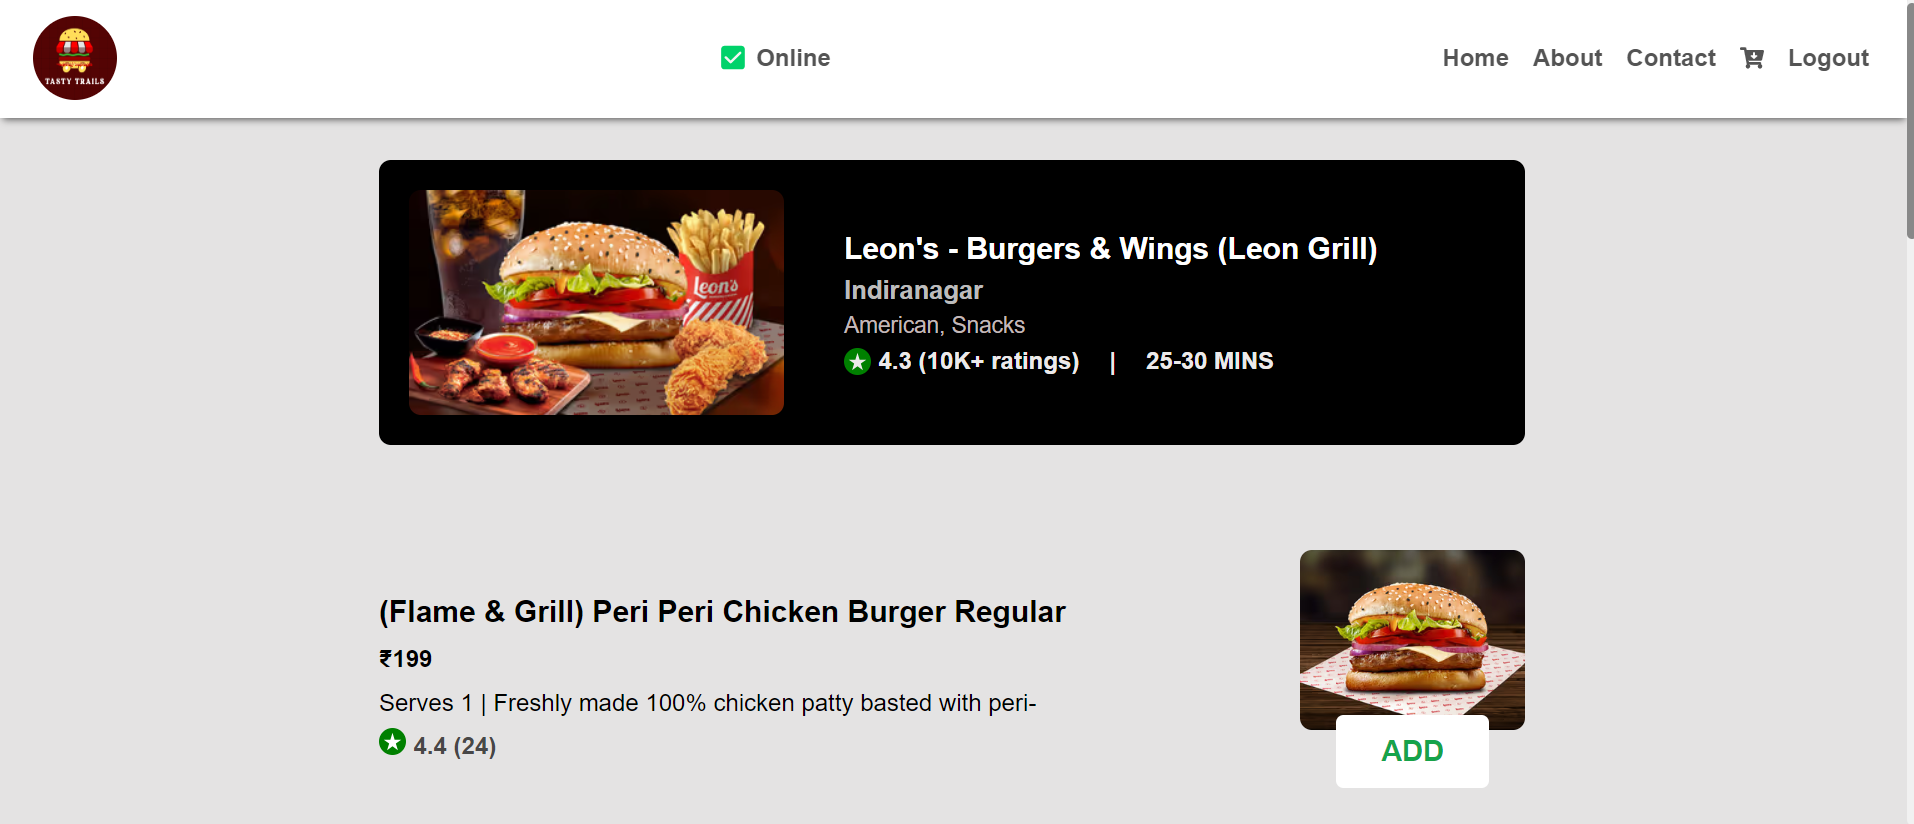 TASTY TRAILS
Online
Home About Contact Logout
Leon's
Leon's - Burgers & Wings (Leon Grill)
Indiranagar
American, Snacks
4.3 (10K+ ratings) | 25-30 MINS
(Flame & Grill) Peri Peri Chicken Burger Regular
₹199
Serves 1 | Freshly made 100% chicken patty basted with peri-
4.4 (24)
ADD